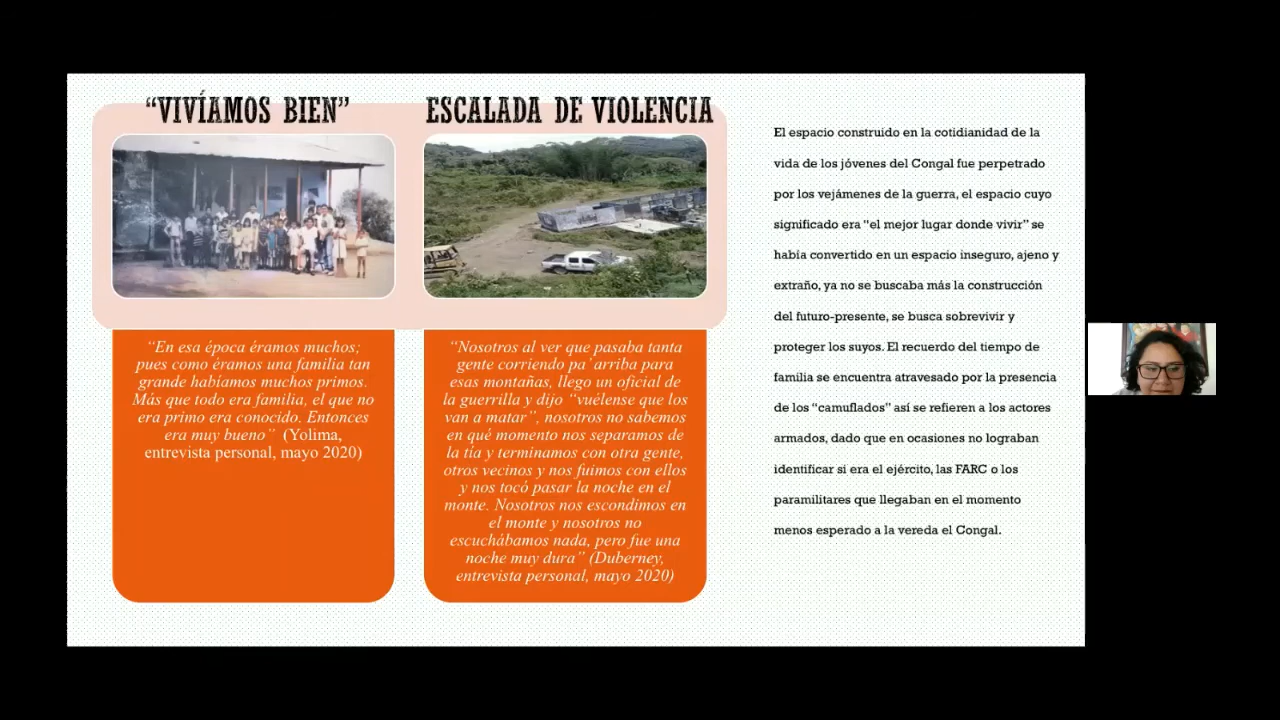 “VIVÍAMOS BIEN”
“En esa época éramos muchos;
pues como éramos una familia tan
grande habíamos muchos primos.
Más que todo era familia, el que no
era primo era conocido. Entonces
era muy bueno” (Yolima,
entrevista personal, mayo 2020)
ESCALADA DE VIOLENCIA
“Nosotros al ver que pasaba tanta
gente corriendo pa’arriba para
esas montañas, llego un oficial de
la guerrilla y dijo “vuélense que los
van a matar”, nosotros no sabemos
en qué momento nos separamos de
la tía y terminamos con otra gente,
otros vecinos y nos fuimos con ellos
y nos tocó pasar la noche en el
monte. Nosotros nos escondimos en
el monte y nosotros no
escuchábamos nada, pero fue una
noche muy dura” (Duberney,
entrevista personal, mayo 2020)
El espacio construido en la cotidianidad de la
vida de los jóvenes del Congal fue perpetrado
por los vejámenes de la guerra, el espacio cuyo
significado era “el mejor lugar donde vivir” se
había convertido en un espacio inseguro, ajeno y
extraño, ya no se buscaba más la construcción
del futuro-presente, se busca sobrevivir y
proteger los suyos. El recuerdo del tiempo de
familia se encuentra atravesado por la presencia
de los “camuflados” así se refieren a los actores
armados, dado que en ocasiones no lograban
identificar si era el ejército, las FARC o los
paramilitares que llegaban en el momento
menos esperado a la vereda el Congal.